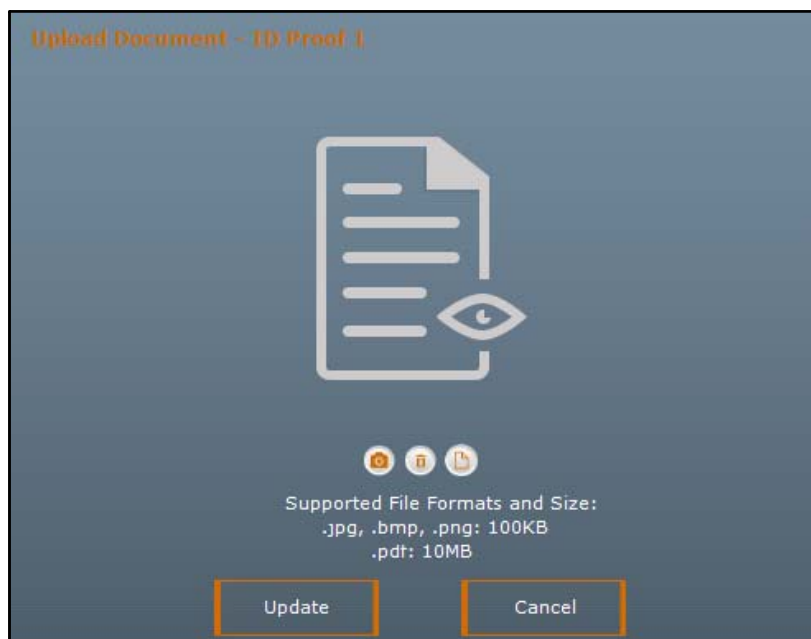 Upload Document - ID Proof 1
Supported File Formats and Size:
.jpg, .bmp, .png: 100KB
.pdf: 10MB
Update
Cancel